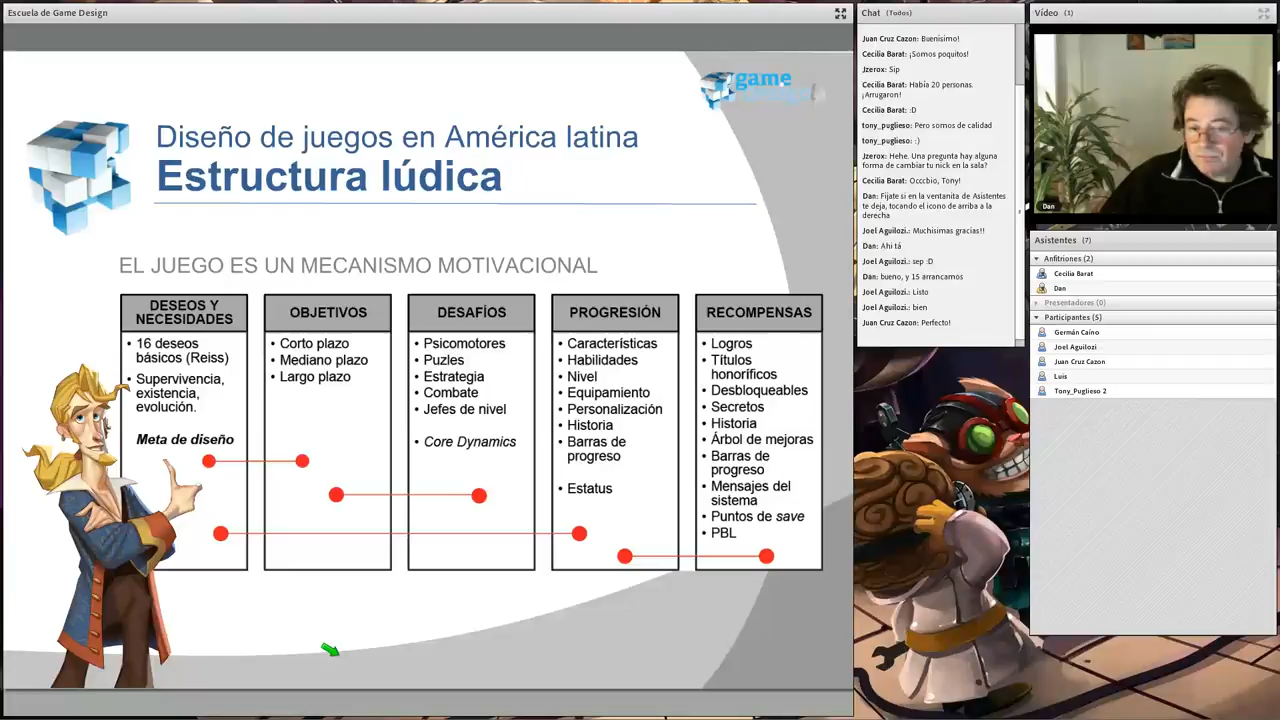 Escuela de Game Design
game
Diseño de juegos en América latina
Estructura lúdica
EL JUEGO ES UN MECANISMO MOTIVACIONAL
DESEOS Y
NECESIDADES
• 16 deseos
básicos (Reiss)
• Supervivencia,
existencia,
evolución.
Meta de diseño
OBJETIVOS
• Corto plazo
• Mediano plazo
• Largo plazo
DESAFÍOS
• Psicomotores
• Puzles
• Estrategia
• Combate
• Jefes de nivel
• Core Dynamics
PROGRESIÓN
• Características
• Habilidades
• Nivel
• Equipamiento
• Personalización
• Historia
• Barras de
progreso
• Estatus
RECOMPENSAS
• Logros
• Títulos
honoríficos
• Desbloqueables
• Secretos
• Historia
• Árbol de mejoras
• Barras de
progreso
• Mensajes del
sistema
• Puntos de save
• PBL
Chat (Todos)
Juan Cruz Cazon: Buenisimo!
Cecilia Barat: ¡Somos poquitos!
Jzerox: Sip
Cecilia Barat: Había 20 personas.
¡Arrugaron!
Cecilia Barat: :D
tony_puglieso: Pero somos de calidad
tony_puglieso: :)
Jzerox: Hehe. Una pregunta hay alguna
forma de cambiar tu nick en la sala?
Cecilia Barat: Occcbio, Tony!
Dan: Fijate si en la ventanita de Asistentes
te deja, tocando el icono de arriba a la
derecha
Joel Aguilozi.: Muchisimas gracias!!
Dan: Ahi tá
Joel Aguilozi.: sep :D
Dan: bueno, y 15 arrancamos
Joel Aguilozi.: Listo
Joel Aguilozi.: bien
Juan Cruz Cazon: Perfecto!
Vídeo (1)
Dan
Asistentes (7)
Anfitriones (2)
Cecilia Barat
Dan
Presentadores (0)
Participantes (5)
Germán Caíno
Joel Aguilozi
Juan Cruz Cazon
Luis
Tony_Puglieso 2